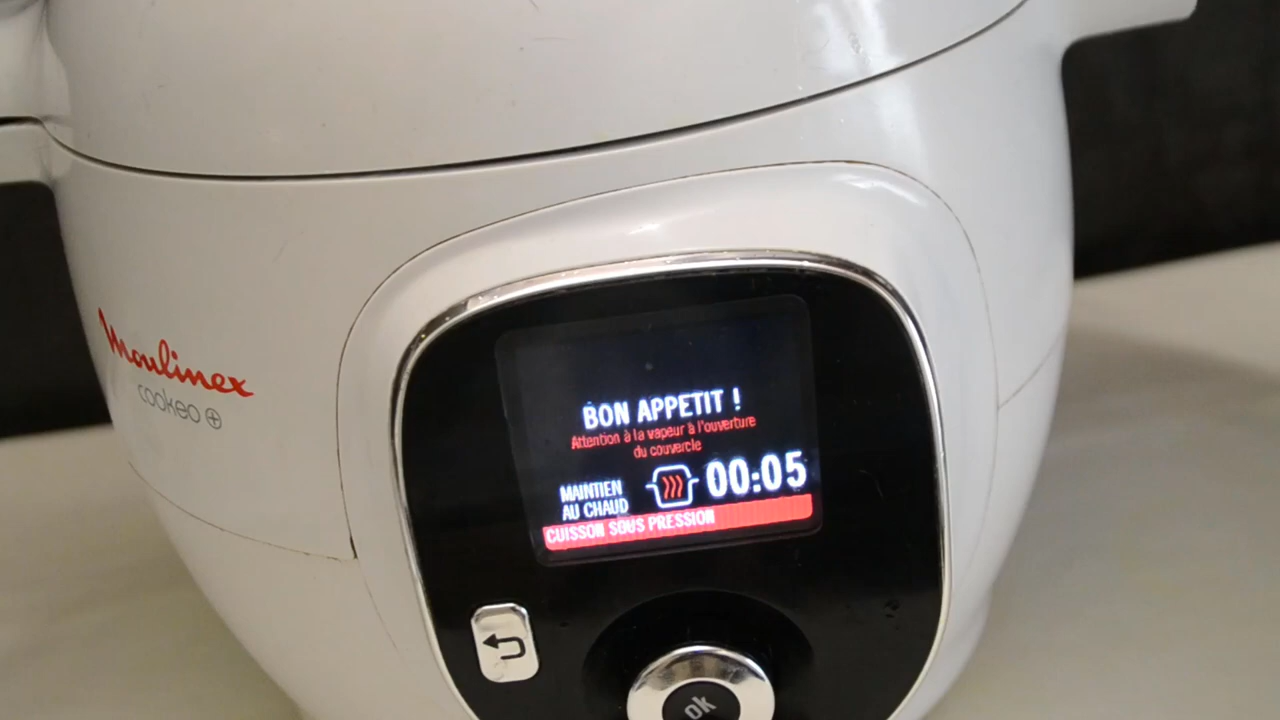 Moulinex
cookeo +
BON APPETIT !
Attention à la vapeur à l'ouverture
du couvercle
MAINTIEN
AU CHAUD
00:05
CUISSON SOUS PRESSION
ok